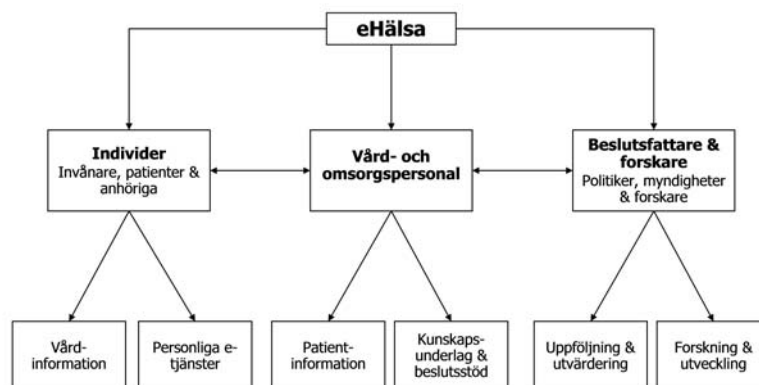 eHälsa
Individer
Invånare, patienter &
anhöriga
Vård- och
omsorgspersonal
Beslutsfattare &
forskare
Politiker, myndigheter
& forskare
Vård-
information
Personliga e-
tjänster
Patient-
information
Kunskaps-
underlag &
beslutsstöd
Uppföljning &
utvärdering
Forskning &
utveckling